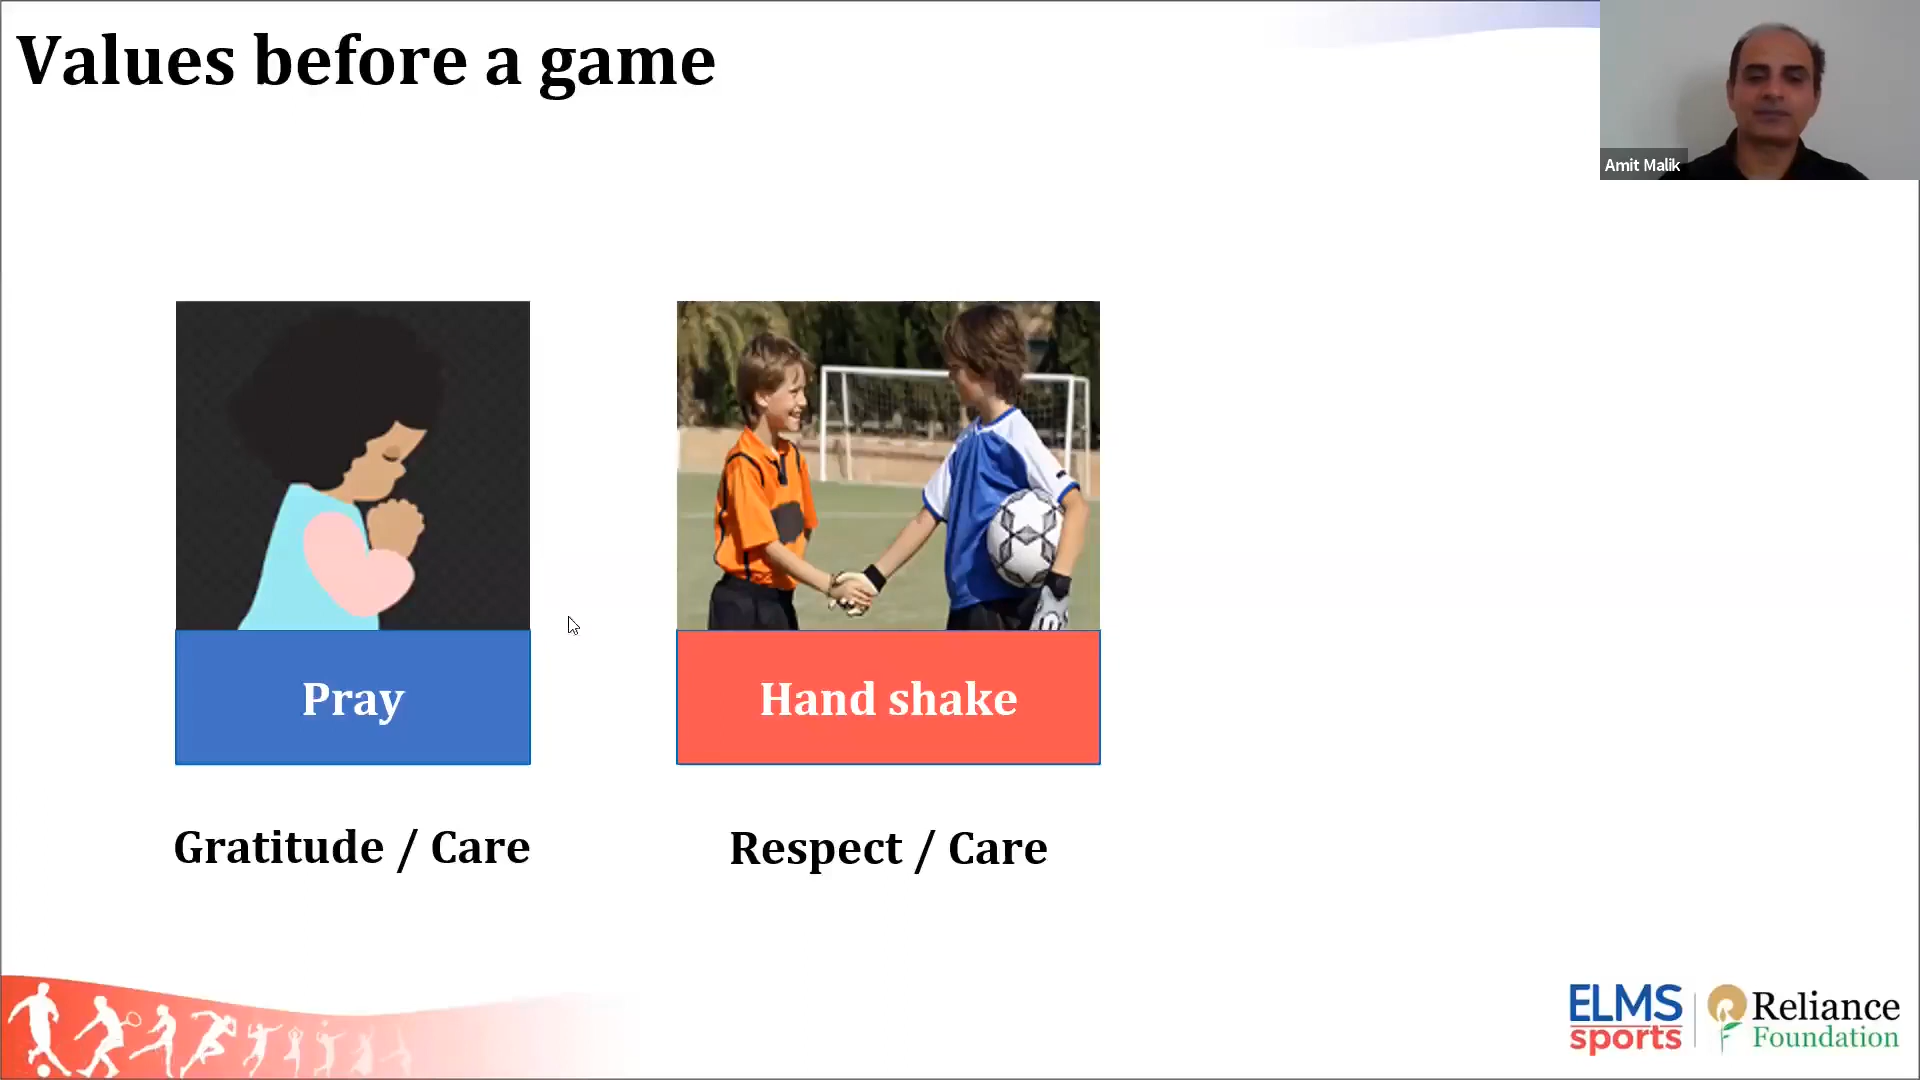 Values before a game
Amit Malik
Pray
Hand shake
Gratitude / Care
Respect / Care
ELMS
sports
Reliance
Foundation